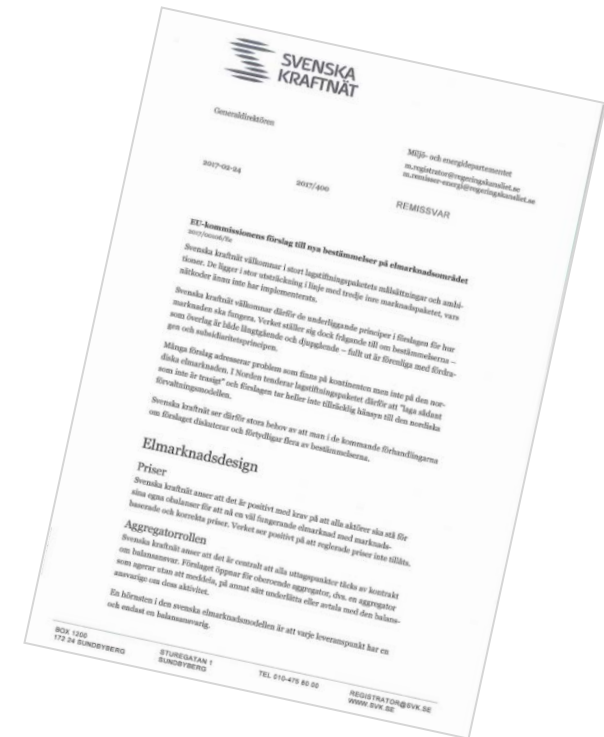 SVENSKA
KRAFTNÄT
Generaldirektören
Miljö- och energidepartementet
m.registrator@regeringskansliet.se
m.remisser-energi@regeringskansliet.se
2017-02-24
2017/400
REMISSVAR
EU-kommissionens förslag till nya bestämmelser på elmarknadsområdet
Svenska kraftnät välkomnar i stort lagstiftningspaketets målsättningar och ambi-
tioner. De ligger i stor utsträckning i linje med tredje inre marknadspaketet, vars
nätkoder ännu inte har implementerats.
Svenska kraftnät välkomnar därför de underliggande principer i förslagen för hur
marknaden ska fungera. Verket ställer sig dock frågande till om bestämmelserna –
som överlag är både långtgående och djupgående – fullt ut är förenliga med fördra-
gen och subsidiaritetsprincipen.
Många förslag adresserar problem som finns på kontinenten men inte på den nor-
diska elmarknaden. I Norden tenderar lagstiftningspaketet därför att "laga sådant
som inte är trasigt" och förslagen tar heller inte tillräcklig hänsyn till den nordiska
förvaltningsmodellen.
Svenska kraftnät ser därför stora behov av att man i de kommande förhandlingarna
om förslaget diskuterar och förtydligar flera av bestämmelserna.
Elmarknadsdesign
Priser
Svenska kraftnät anser att det är positivt med krav på att alla aktörer ska stå för
sina egna obalanser för att nå en väl fungerande elmarknad med marknads-
baserade och korrekta priser. Verket ser positivt på att reglerade priser inte tillåts.
Aggregatorrollen
Svenska kraftnät anser att det är centralt att alla uttagspunkter täcks av kontrakt
om balansansvar. Förslaget öppnar för oberoende aggregator, dvs. en aggregator
som agerar utan att meddela, på annat sätt underlätta eller avtala med den balans-
ansvarige om dess aktivitet.
En hörnsten i den svenska elmarknadsmodellen är att varje leveranspunkt har en
och endast en balansansvarig.
BOX 1200
172 24 SUNDBYBERG
STUREGATAN 1
SUNDBYBERG
TEL 010-475 80 00
REGISTRATOR@SVK.SE
WWW.SVK.SE